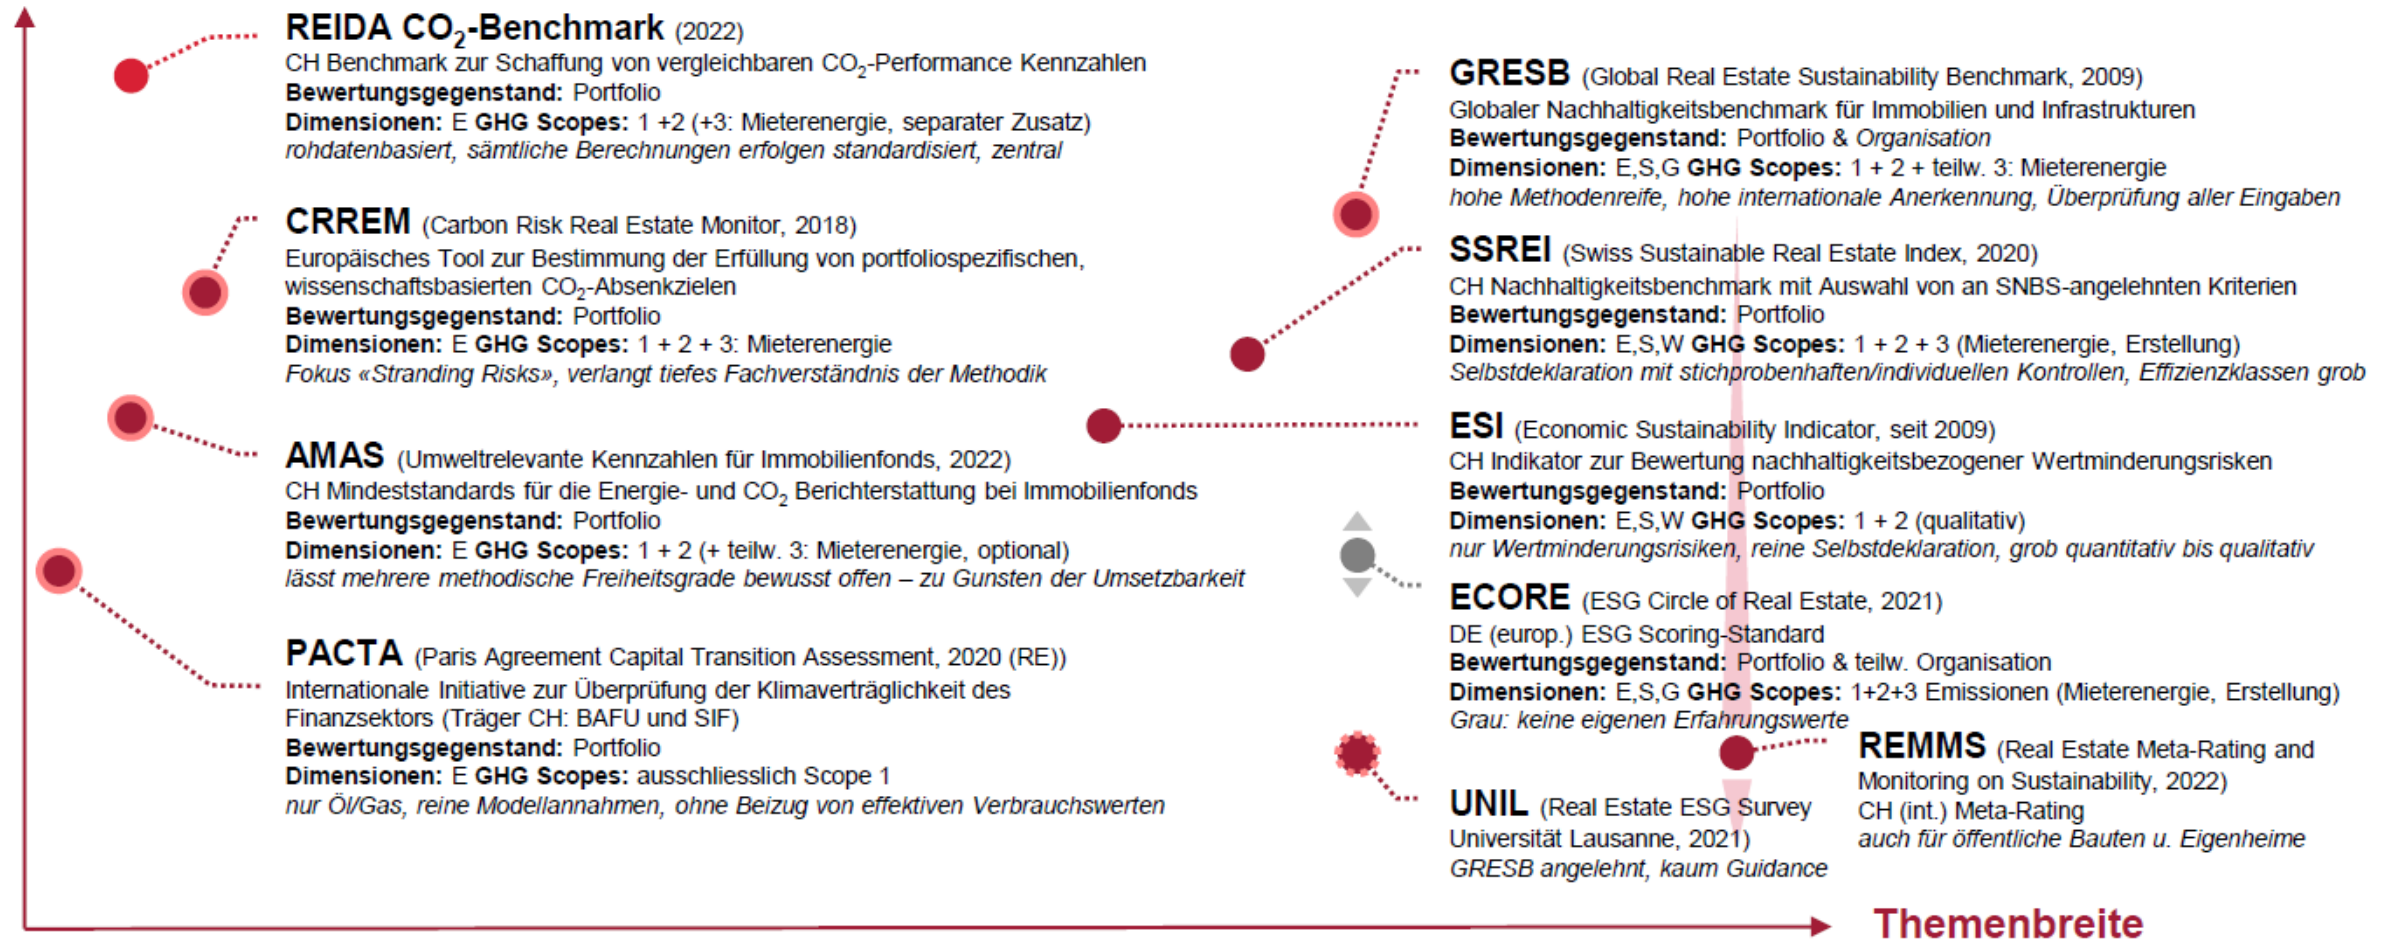 REIDA CO2-Benchmark (2022)
CH Benchmark zur Schaffung von vergleichbaren CO2-Performance Kennzahlen
Bewertungsgegenstand: Portfolio
Dimensionen: E GHG Scopes: 1 +2 (+3: Mieterenergie, separater Zusatz)
rohdatenbasiert, sämtliche Berechnungen erfolgen standardisiert, zentral
CRREM (Carbon Risk Real Estate Monitor, 2018)
Europäisches Tool zur Bestimmung der Erfüllung von portfoliospezifischen,
wissenschaftsbasierten CO2-Absenkzielen
Bewertungsgegenstand: Portfolio
Dimensionen: E GHG Scopes: 1 + 2 + 3: Mieterenergie
Fokus «Stranding Risks», verlangt tiefes Fachverständnis der Methodik
AMAS (Umweltrelevante Kennzahlen für Immobilienfonds, 2022)
CH Mindeststandards für die Energie- und CO2 Berichterstattung bei Immobilienfonds
Bewertungsgegenstand: Portfolio
Dimensionen: E GHG Scopes: 1 + 2 (+ teilw. 3: Mieterenergie, optional)
lässt mehrere methodische Freiheitsgrade bewusst offen – zu Gunsten der Umsetzbarkeit
PACTA (Paris Agreement Capital Transition Assessment, 2020 (RE))
Internationale Initiative zur Überprüfung der Klimaverträglichkeit des
Finanzsektors (Träger CH: BAFU und SIF)
Bewertungsgegenstand: Portfolio
Dimensionen: E GHG Scopes: ausschliesslich Scope 1
nur Öl/Gas, reine Modellannahmen, ohne Beizug von effektiven Verbrauchswerten
GRESB (Global Real Estate Sustainability Benchmark, 2009)
Globaler Nachhaltigkeitsbenchmark für Immobilien und Infrastrukturen
Bewertungsgegenstand: Portfolio & Organisation
Dimensionen: E,S,G GHG Scopes: 1 + 2 + teilw. 3: Mieterenergie
hohe Methodenreife, hohe internationale Anerkennung, Überprüfung aller Eingaben
SSREI (Swiss Sustainable Real Estate Index, 2020)
CH Nachhaltigkeitsbenchmark mit Auswahl von an SNBS-angelehnten Kriterien
Bewertungsgegenstand: Portfolio
Dimensionen: E,S,W GHG Scopes: 1 + 2 + 3 (Mieterenergie, Erstellung)
Selbstdeklaration mit stichprobenhaften/individuellen Kontrollen, Effizienzklassen grob
ESI (Economic Sustainability Indicator, seit 2009)
CH Indikator zur Bewertung nachhaltigkeitsbezogener Wertminderungsrisiken
Bewertungsgegenstand: Portfolio
Dimensionen: E,S,W GHG Scopes: 1 + 2 (qualitativ)
nur Wertminderungsrisiken, reine Selbstdeklaration, grob quantitativ bis qualitativ
ECORE (ESG Circle of Real Estate, 2021)
DE (europ.) ESG Scoring-Standard
Bewertungsgegenstand: Portfolio & teilw. Organisation
Dimensionen: E,S,G GHG Scopes: 1+2+3 Emissionen (Mieterenergie, Erstellung)
Grau: keine eigenen Erfahrungswerte
UNIL (Real Estate ESG Survey
Universität Lausanne, 2021)
GRESB angelehnt, kaum Guidance
REMMS (Real Estate Meta-Rating and
Monitoring on Sustainability, 2022)
CH (int.) Meta-Rating
auch für öffentliche Bauten u. Eigenheime
Themenbreite